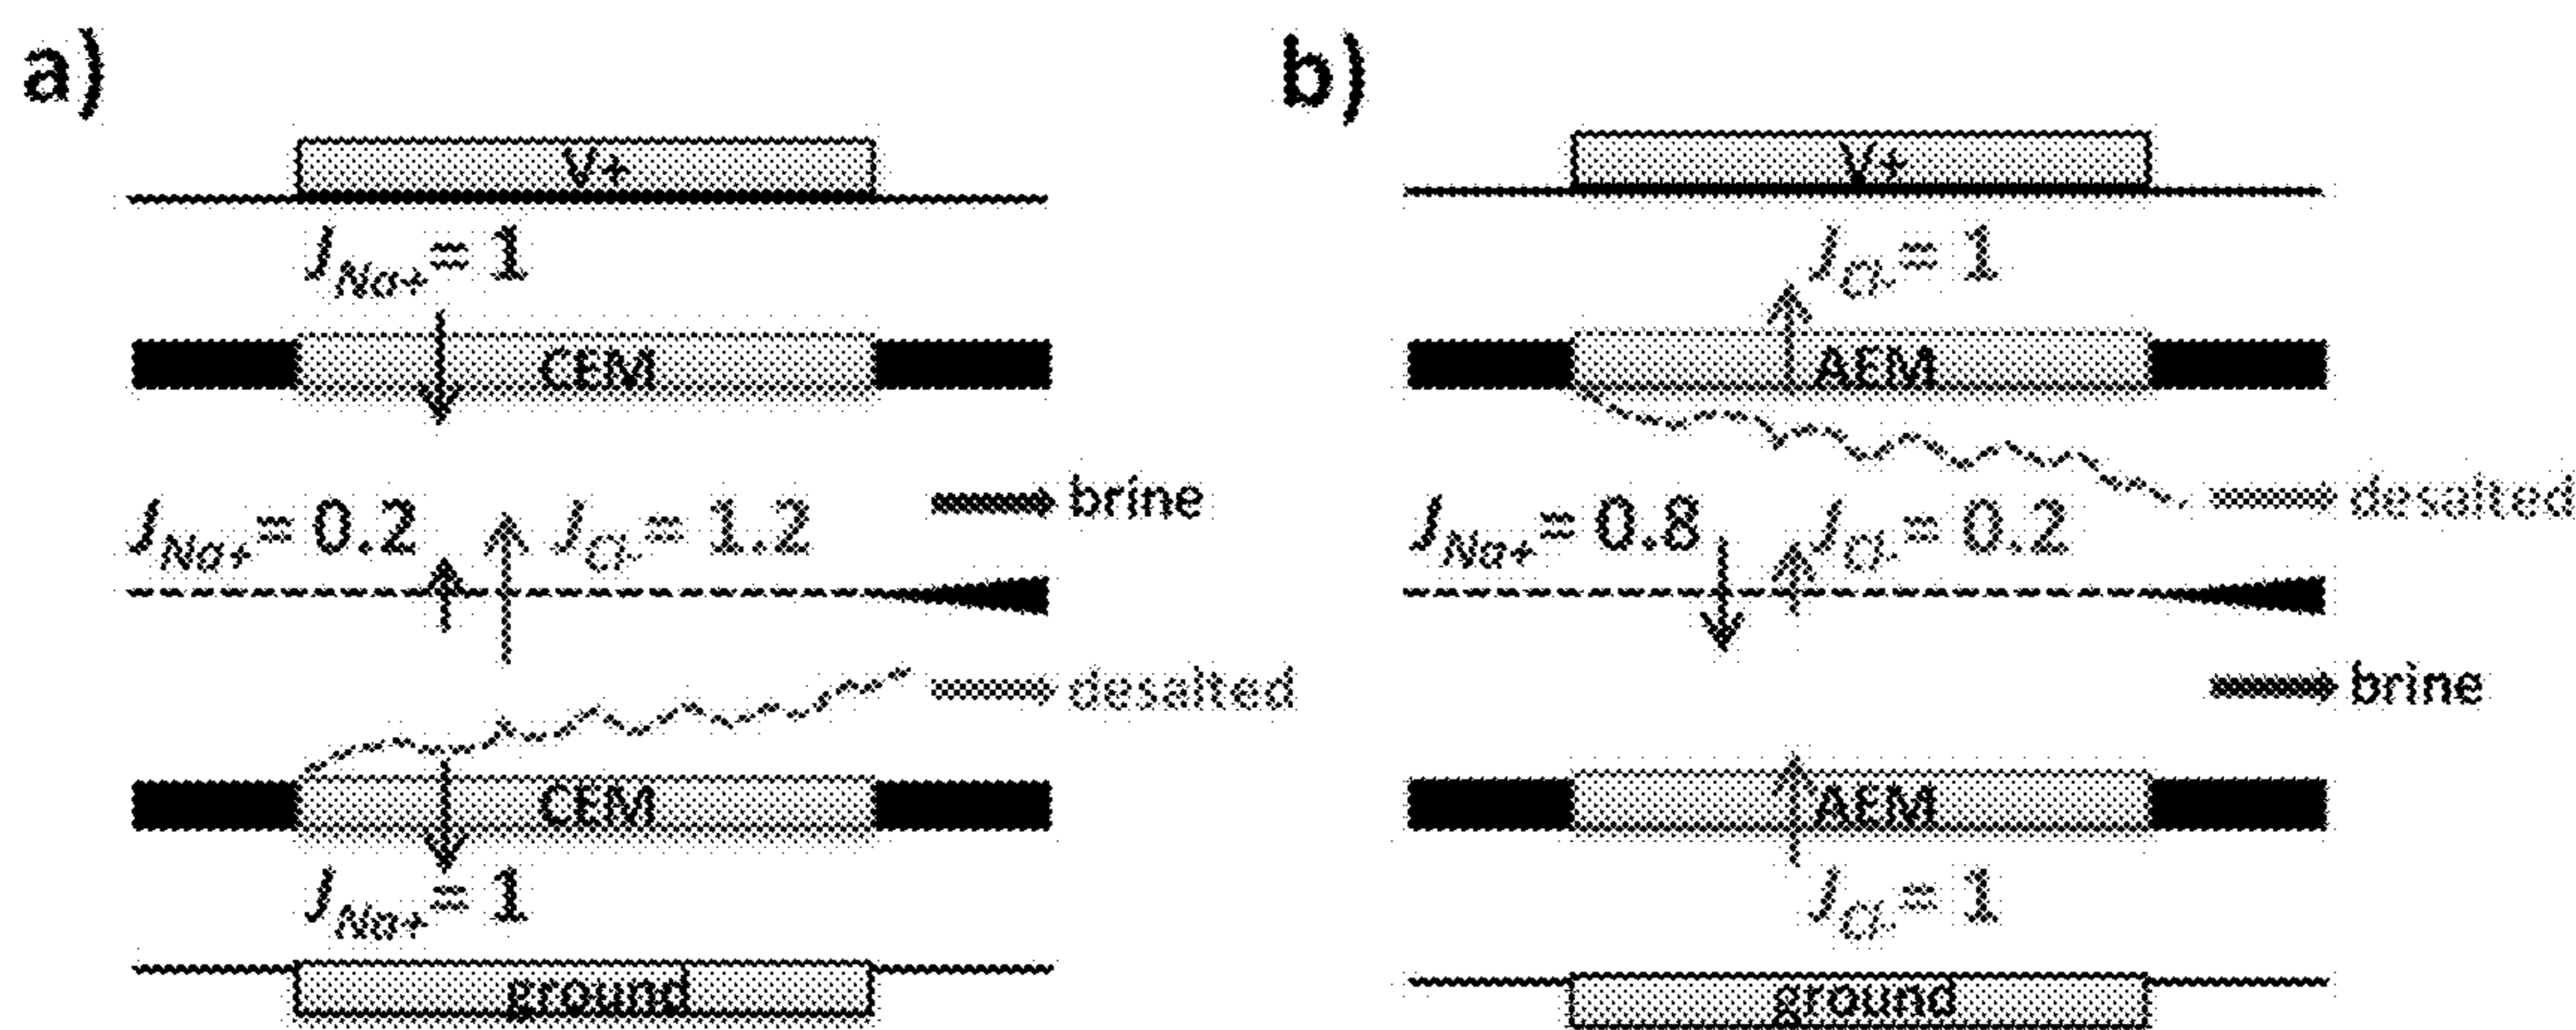 a)
V+
J_Na+ = 1
CEM
J_Na+ = 0.2
J_Cl- = 1.2
brine
desalted
CEM
J_Na+ = 1
ground
b)
V+
J_Cl- = 1
AEM
desalted
J_Na+ = 0.8
J_Cl- = 0.2
brine
AEM
J_Cl- = 1
ground